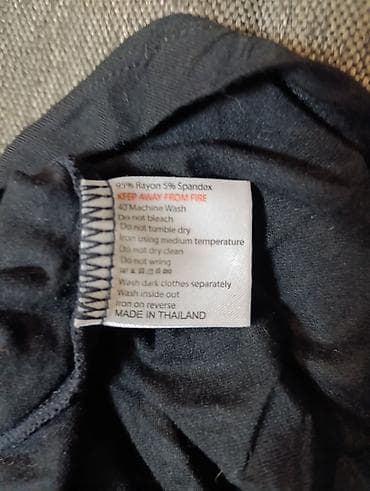 95% Rayon 5% Spandex
KEEP AWAY FROM FIRE
40 Machine Wash
Do not bleach
Do not tumble dry
Iron using medium temperature
Do not dry clean
Do not wring
Wash dark clothes separately
Wash inside out
Iron on reverse
MADE IN THAILAND